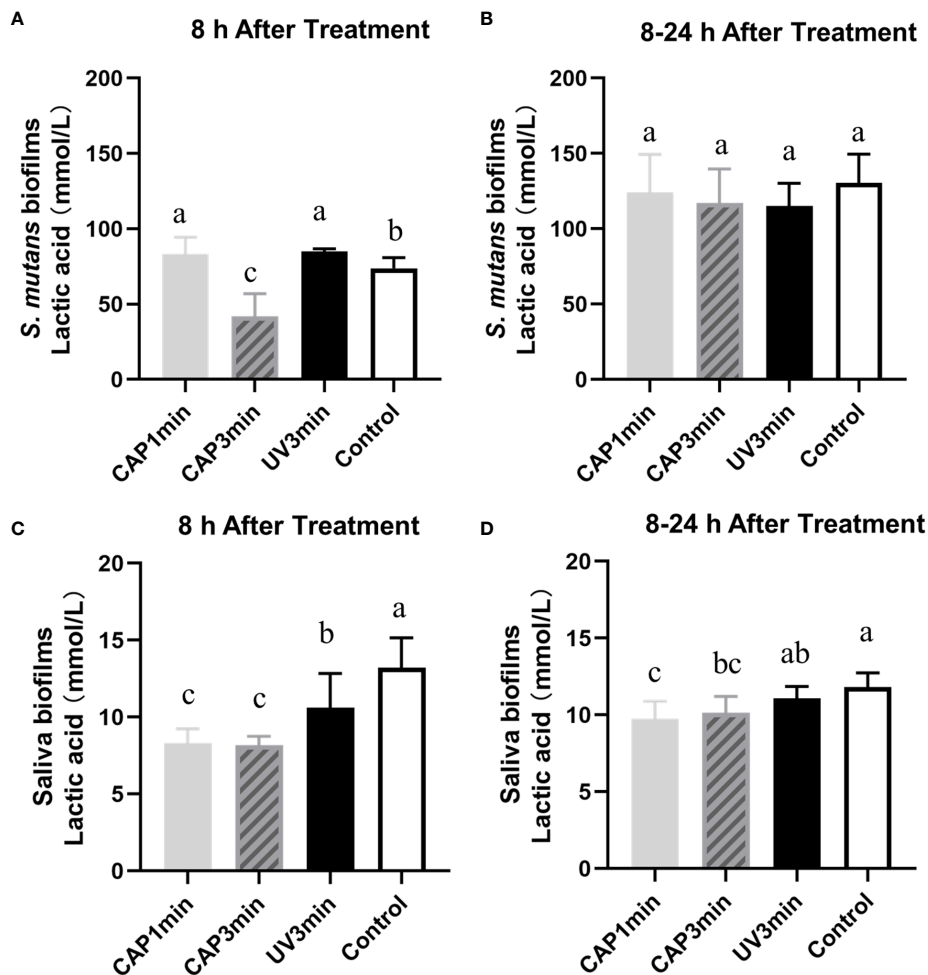 A
8 h After Treatment
S. mutans biofilms
Lactic acid (mmol/L)
200
150
100
50
0
a
c
a
b
CAP1min
CAP3min
UV3min
Control
B
8-24 h After Treatment
S. mutans biofilms
Lactic acid (mmol/L)
200
150
100
50
0
a
a
a
a
CAP1min
CAP3min
UV3min
Control
C
8 h After Treatment
Saliva biofilms
Lactic acid (mmol/L)
20
15
10
5
0
c
c
b
a
CAP1min
CAP3min
UV3min
Control
D
8-24 h After Treatment
Saliva biofilms
Lactic acid (mmol/L)
20
15
10
5
0
c
bc
ab
a
CAP1min
CAP3min
UV3min
Control